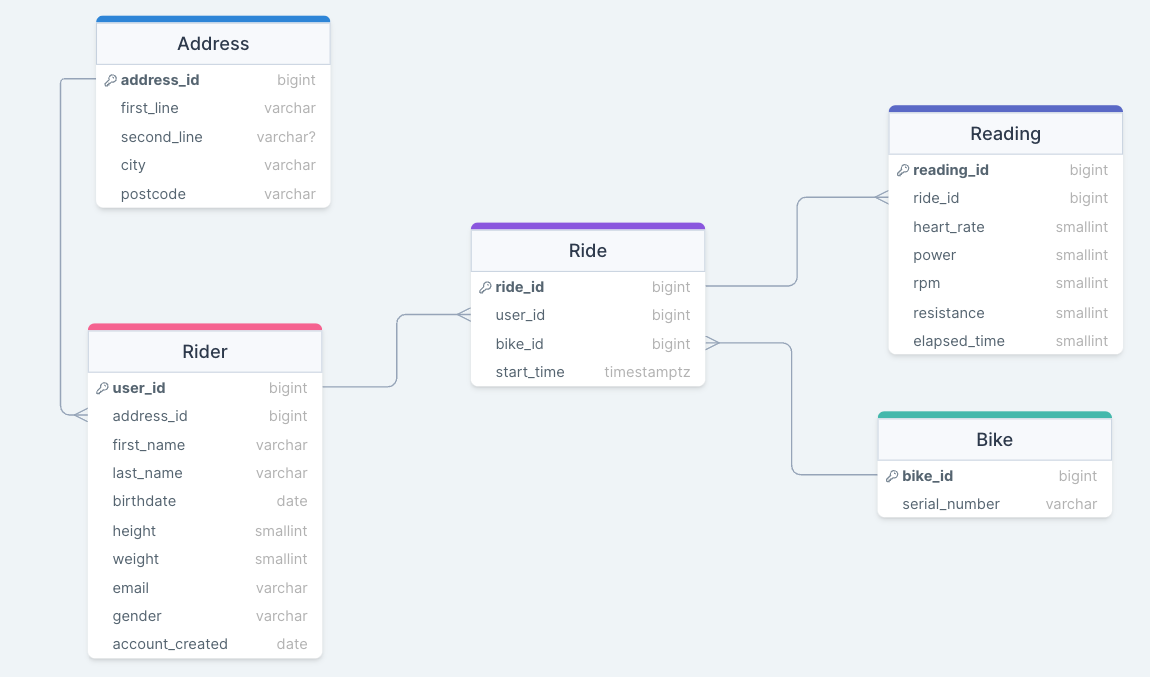 Address
address_id bigint
first_line varchar
second_line varchar?
city varchar
postcode varchar
Rider
user_id bigint
address_id bigint
first_name varchar
last_name varchar
birthdate date
height smallint
weight smallint
email varchar
gender varchar
account_created date
Ride
ride_id bigint
user_id bigint
bike_id bigint
start_time timestamptz
Reading
reading_id bigint
ride_id bigint
heart_rate smallint
power smallint
rpm smallint
resistance smallint
elapsed_time smallint
Bike
bike_id bigint
serial_number varchar